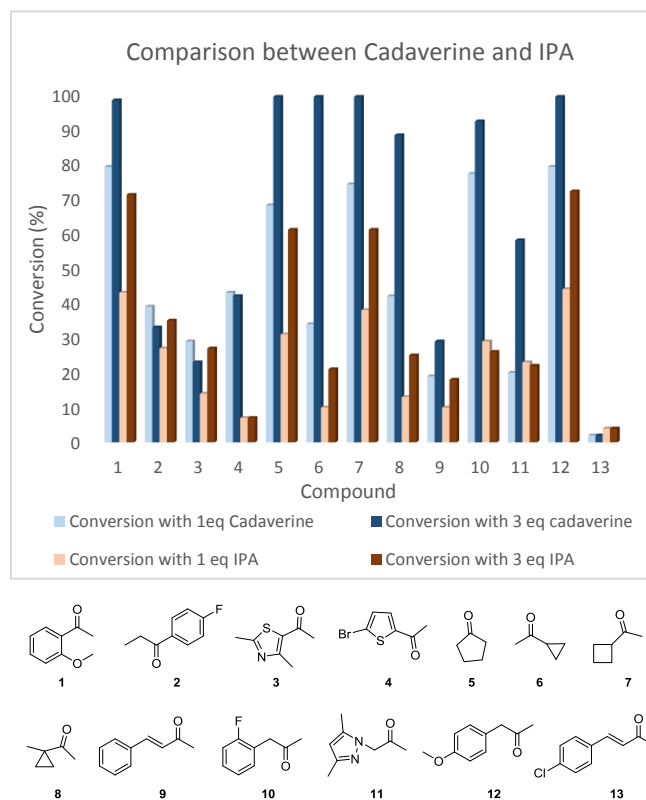 Comparison between Cadaverine and IPA
Conversion (%)
100
90
80
70
60
50
40
30
20
10
0
1 2 3 4 5 6 7 8 9 10 11 12 13
Compound
Conversion with 1eq Cadaverine Conversion with 3 eq cadaverine
Conversion with 1 eq IPA Conversion with 3 eq IPA
O
O
1
F
O
2
S
N
O
3
Br
S
O
4
O
5
O
6
O
7
O
8
O
9
F
O
10
N
N
O
11
O
O
12
Cl
O
13